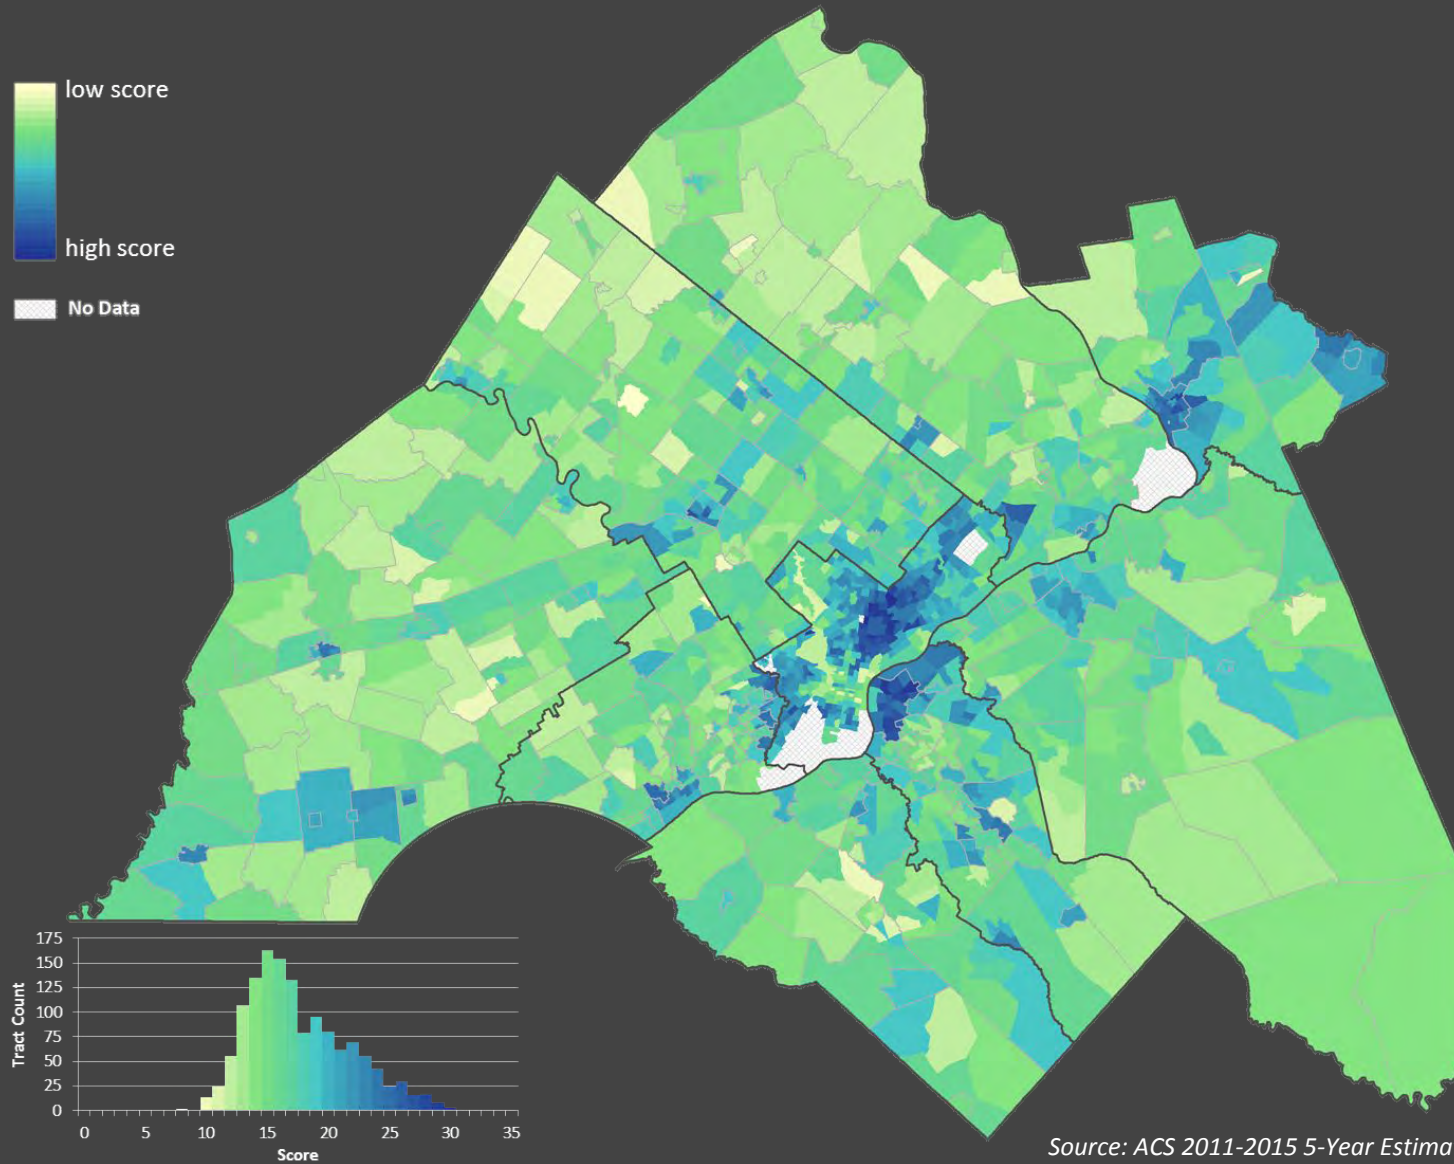 low score
high score
No Data
175
150
125
100
75
50
25
0
Tract Count
0 5 10 15 20 25 30 35
Score
Source: ACS 2011-2015 5-Year Estima